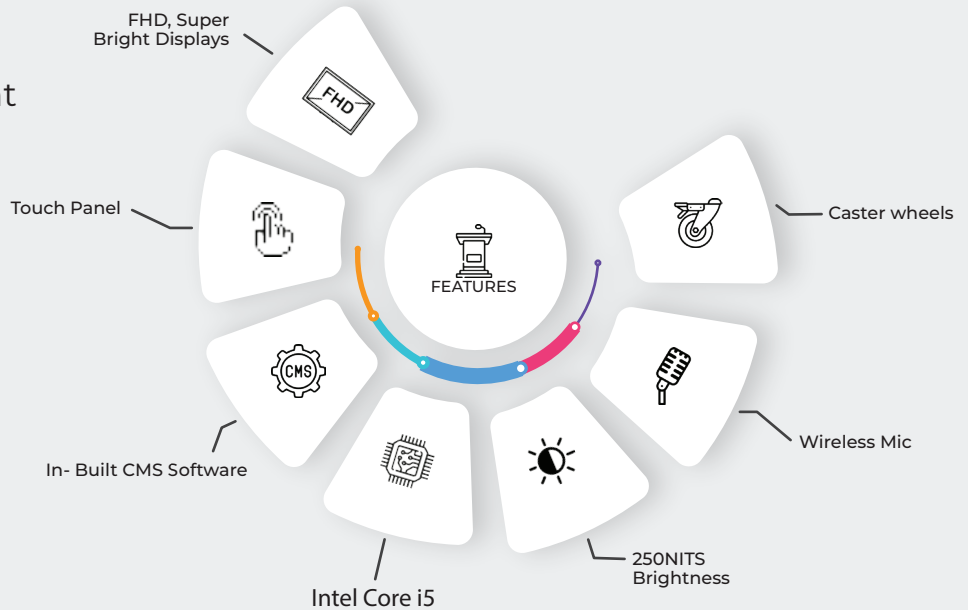 FHD, Super
Bright Displays
FHD
Touch Panel
CMS
In- Built CMS Software
Intel Core i5
250NITS
Brightness
Wireless Mic
Caster wheels
FEATURES